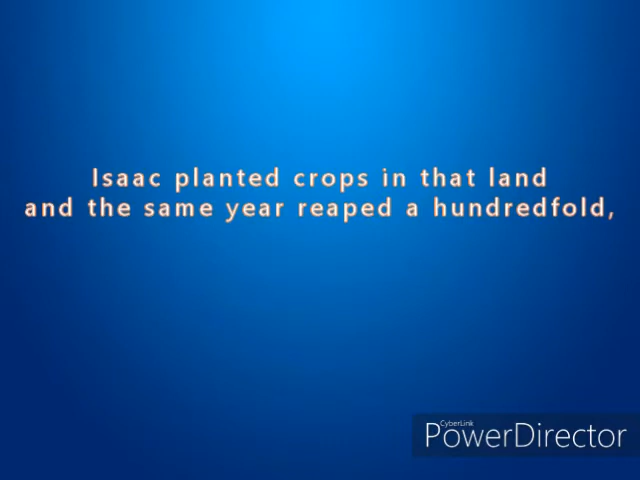 Isaac planted crops in that land
and the same year reaped a hundredfold,
CyberLink
PowerDirector